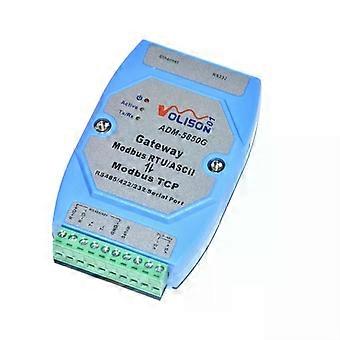 Ethernet
RS232
VOLISON IOT
Active
Tx/Rx
ADM-5850G
Gateway
Modbus RTU/ASCII
Modbus TCP
RS485/422/232 Serial Port